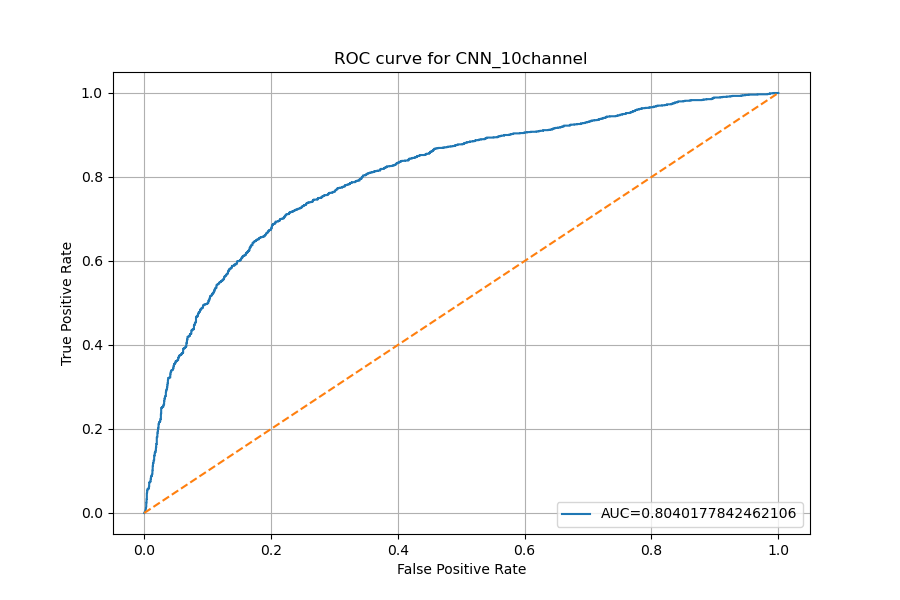 ROC curve for CNN_10channel
1.0
0.8
0.6
0.4
0.2
0.0
True Positive Rate
AUC=0.8040177842462106
0.0 0.2 0.4 0.6 0.8 1.0
False Positive Rate